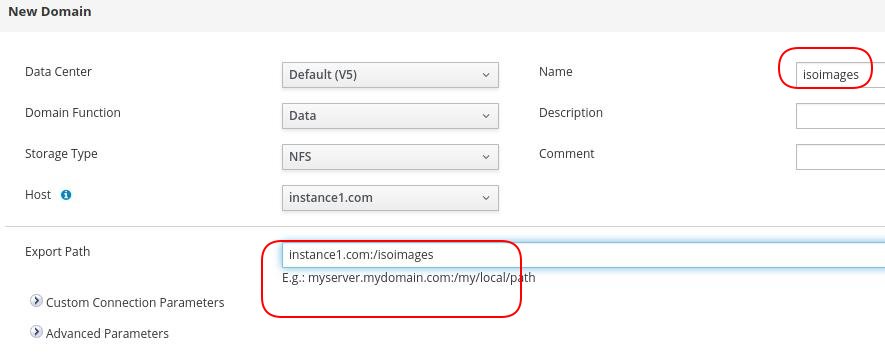 New Domain
Data Center Default (V5) Name isoimages
Domain Function Data Description
Storage Type NFS Comment
Host instance1.com
Export Path instance1.com:/isoimages
E.g.: myserver.mydomain.com:/my/local/path
Custom Connection Parameters
Advanced Parameters